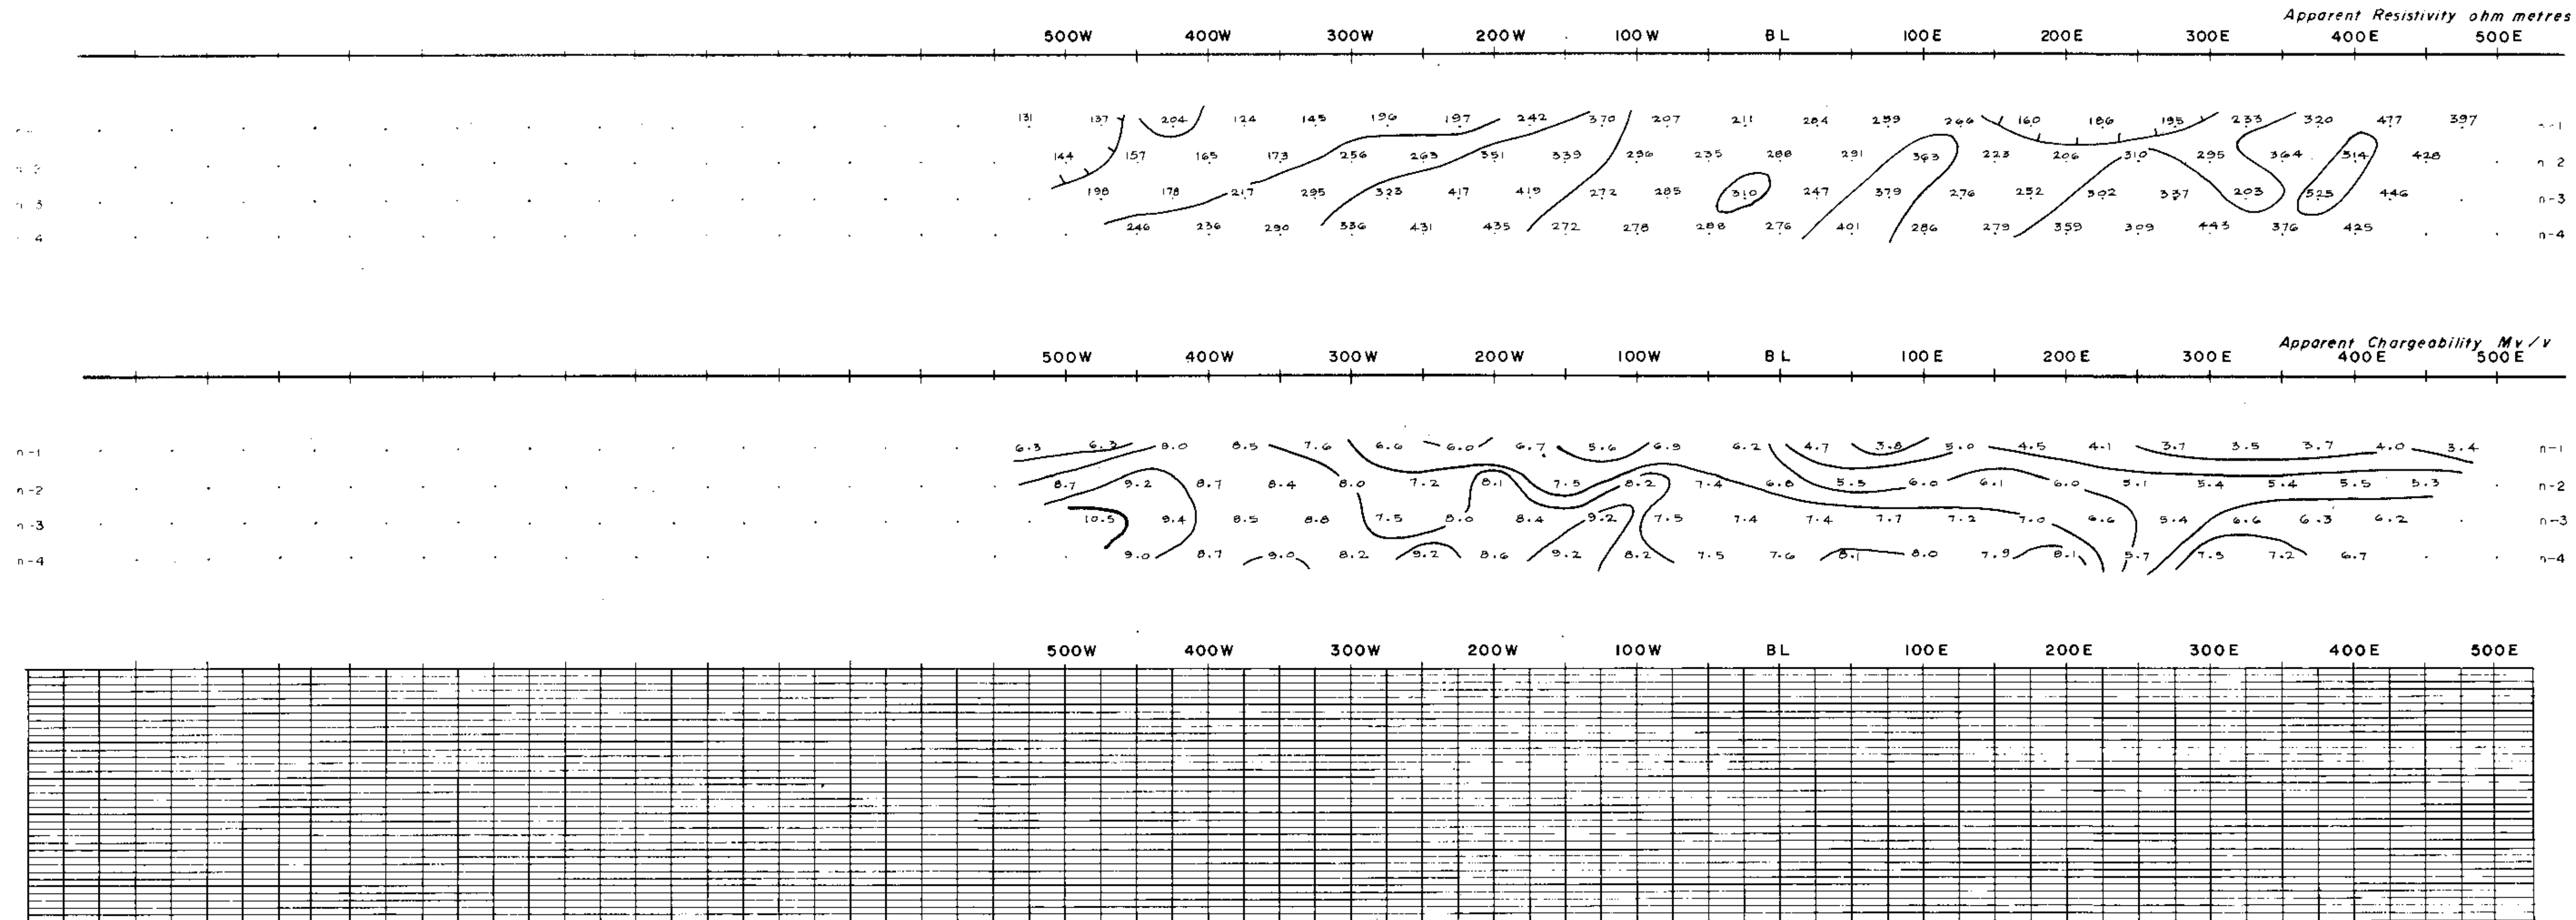 Apparent Resistivity ohm metres
500W 400W 300W 200W 100W BL 100E 200E 300E 400E 500E
131 137 204 124 145 196 197 242 370 207 211 284 259 266 160 186 195 233 320 477 397 n-1
144 157 165 173 256 263 351 339 296 235 288 291 363 223 206 310 295 364 514 428 n-2
n-3 198 178 217 295 323 417 419 272 285 310 247 379 276 252 302 337 203 525 446 n-3
4 246 236 290 336 431 435 272 278 288 276 401 286 279 359 309 443 376 425 n-4
Apparent Chargeability Mv/v
500W 400W 300W 200W 100W BL 100E 200E 300E 400E 500E
n-1 6.3 6.3 8.0 8.5 7.6 6.6 6.0 6.7 5.6 6.9 6.2 4.7 3.8 5.0 4.5 4.1 3.7 3.5 3.7 4.0 3.4 n-1
n-2 8.7 9.2 8.7 8.4 8.0 7.2 8.1 7.5 8.2 7.4 6.8 5.5 6.0 6.1 6.0 5.1 5.4 5.4 5.5 5.3 n-2
n-3 10.5 9.4 8.5 8.8 7.5 8.0 8.4 9.2 7.5 7.4 7.4 7.7 7.2 7.0 6.6 5.4 6.6 6.3 6.2 n-3
n-4 9.0 8.7 9.0 8.2 9.2 8.6 9.2 8.2 7.5 7.6 8.1 8.0 7.9 8.1 5.7 7.5 7.2 6.7 n-4
500W 400W 300W 200W 100W BL 100E 200E 300E 400E 500E